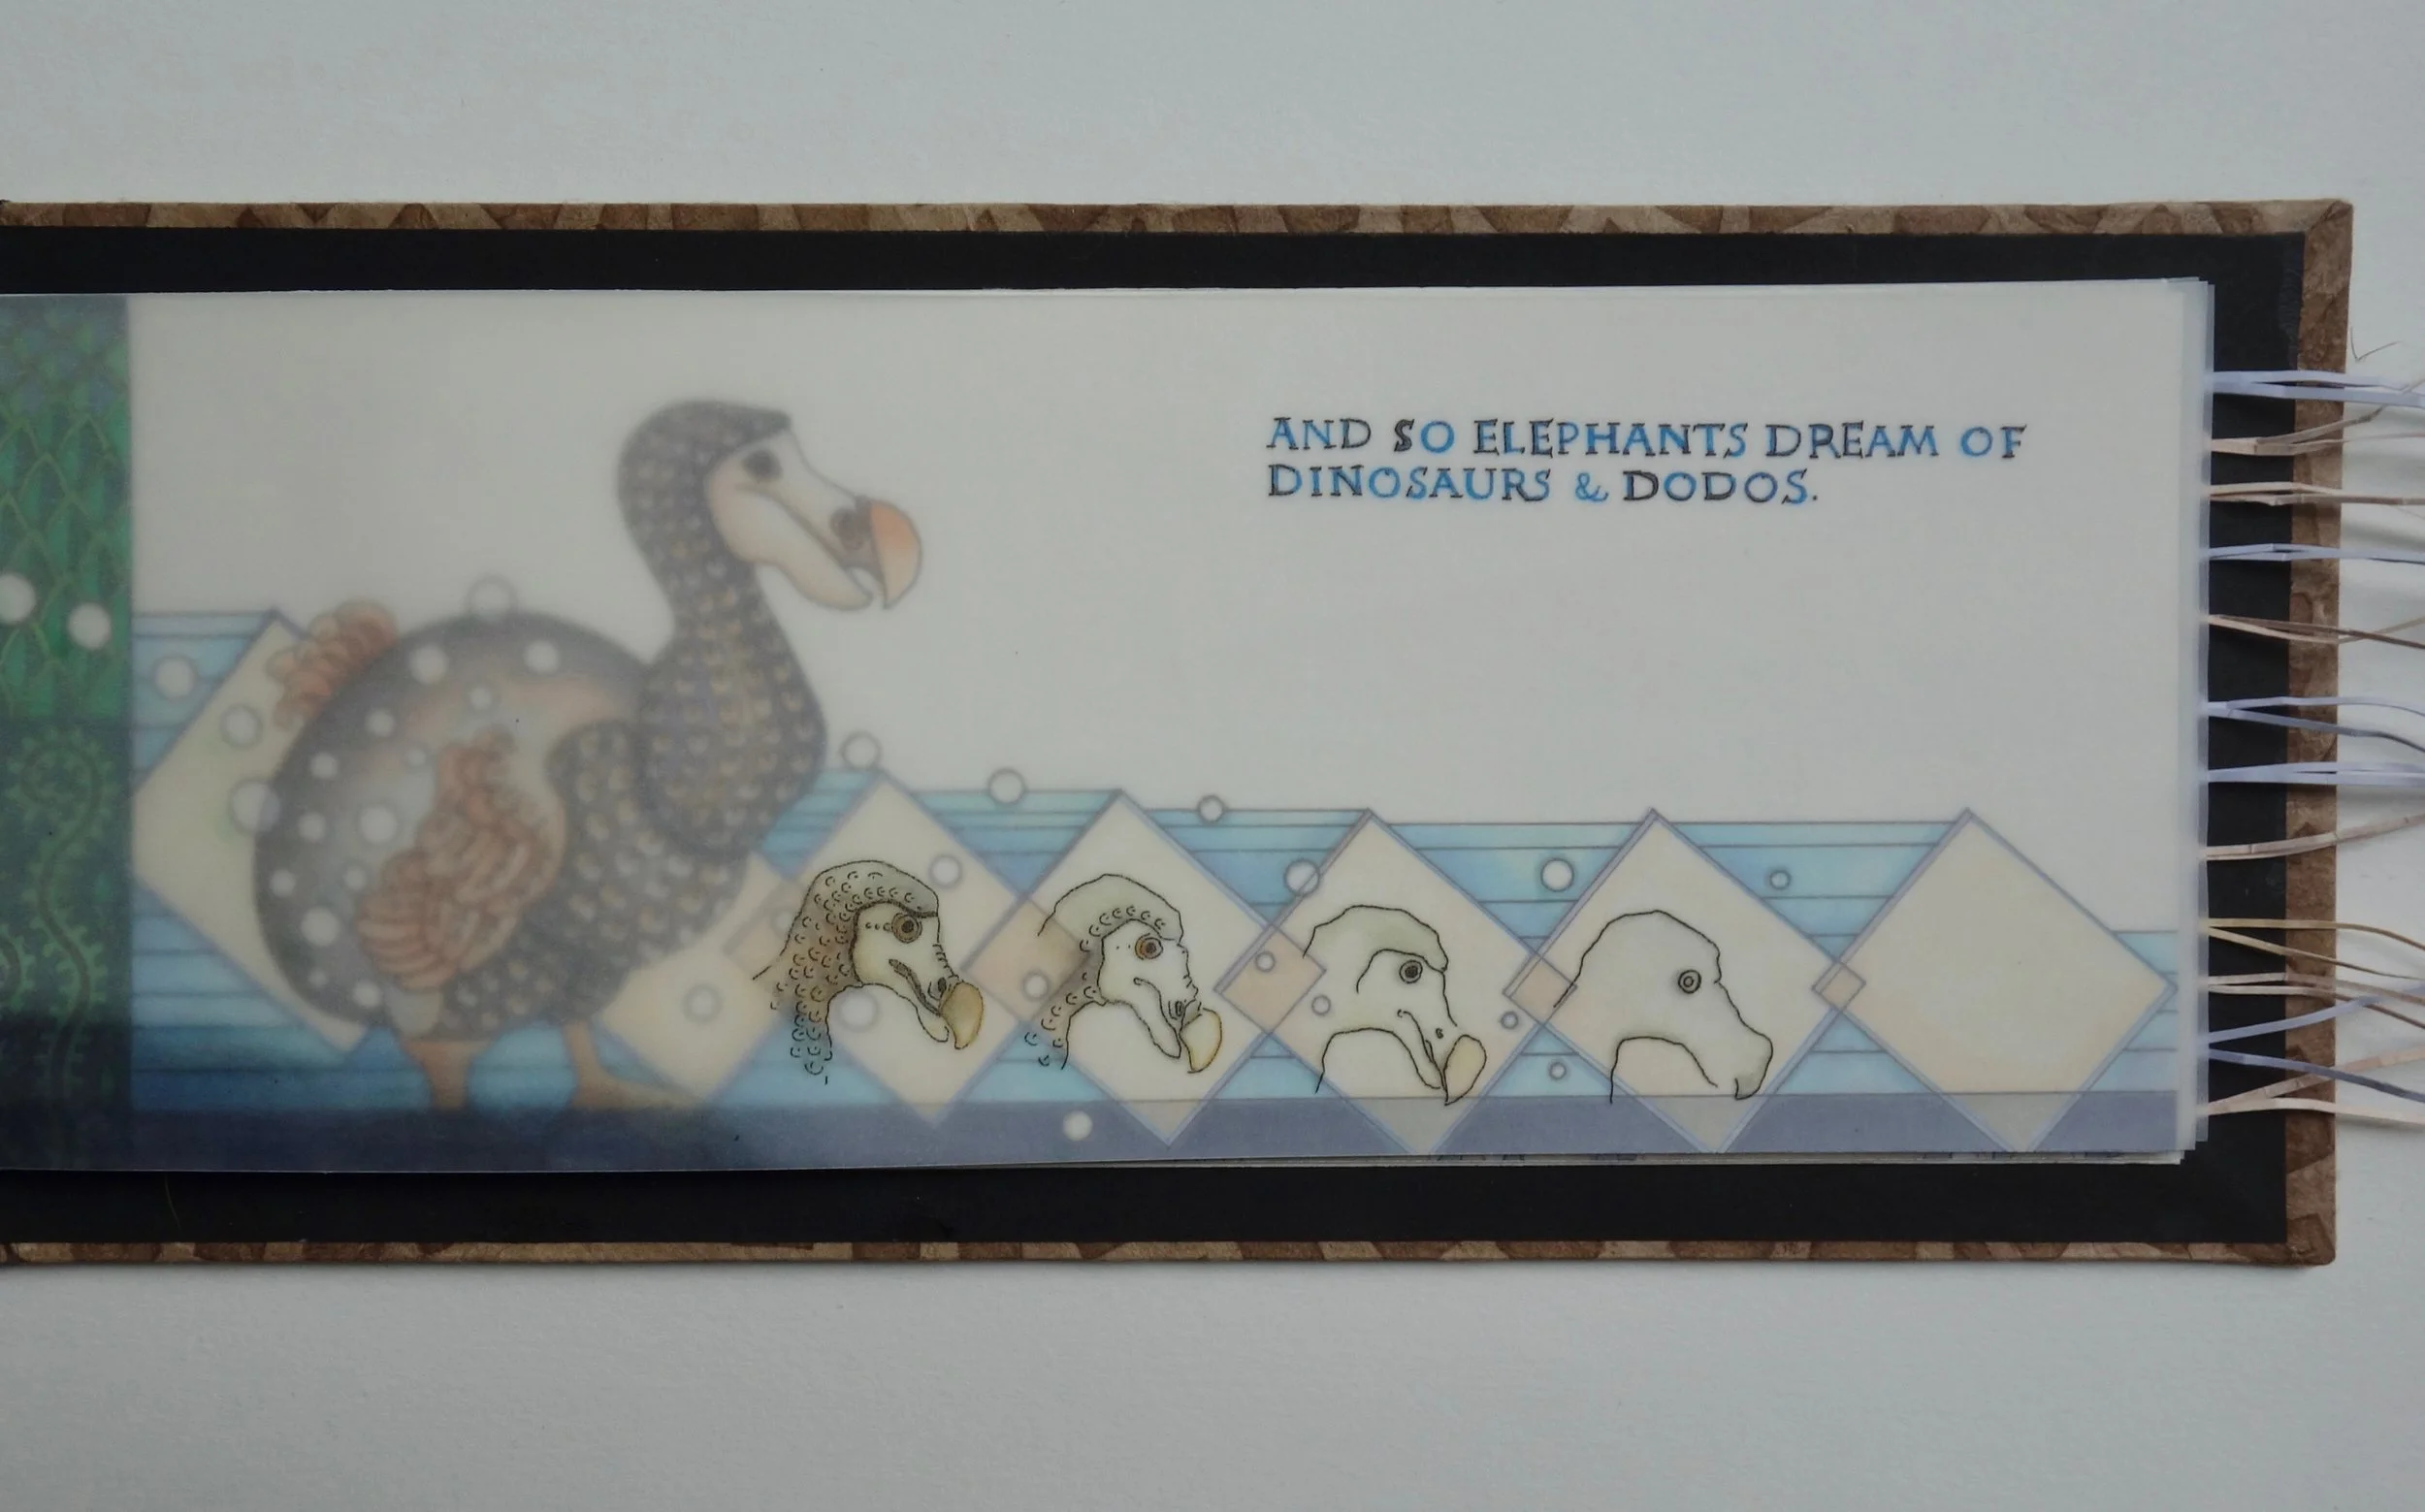 AND SO ELEPHANTS DREAM OF
DINOSAURS & DODOS.